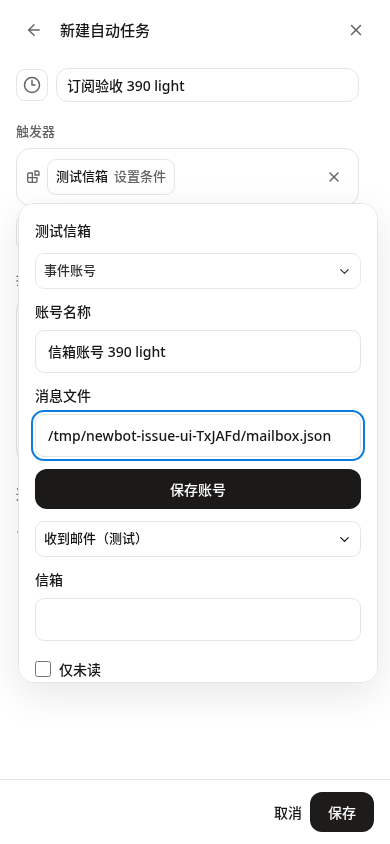 新建自动任务
订阅验收 390 light
触发器
测试信箱 设置条件
测试信箱
事件账号
账号名称
信箱账号 390 light
消息文件
/tmp/newbot-issue-ui-TxJAFd/mailbox.json
保存账号
收到邮件（测试）
信箱
仅未读
取消 保存